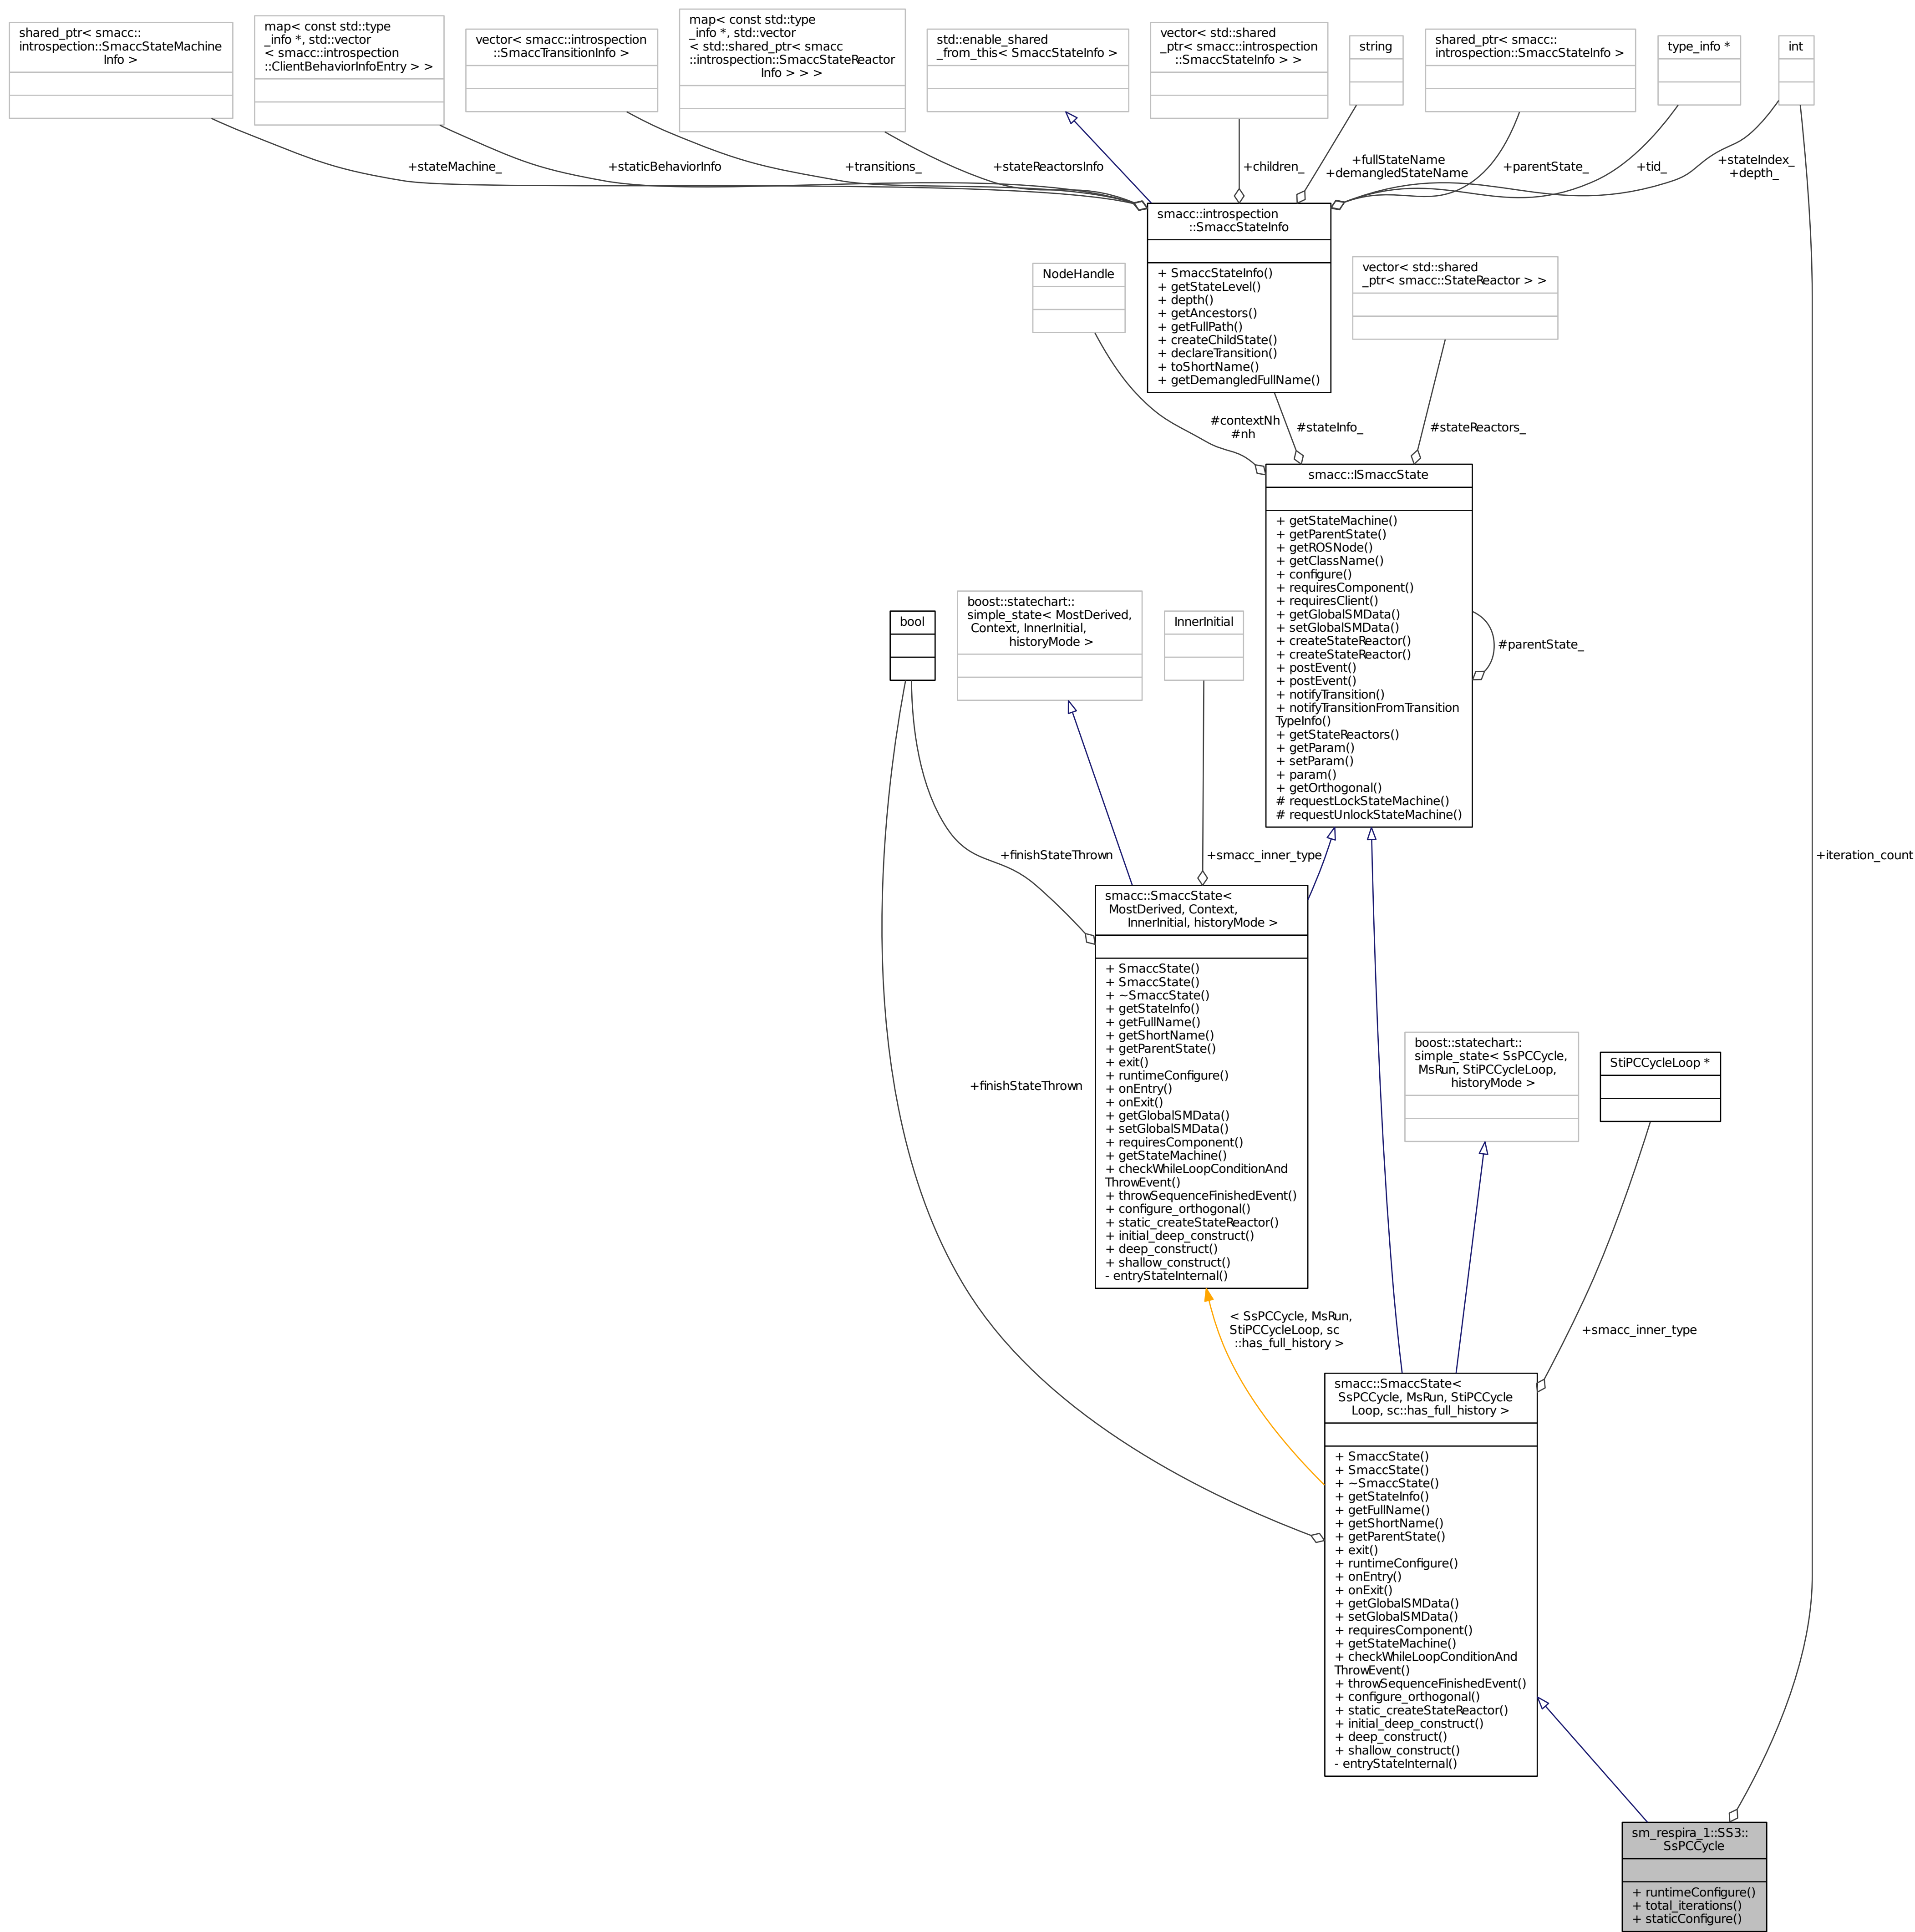 shared_ptr< smacc::
introspection::SmaccStateMachine
Info >
map< const std::type
_info *, std::vector
< smacc::introspection
::ClientBehaviorInfoEntry > >
vector< smacc::introspection
::SmaccTransitionInfo >
map< const std::type
_info *, std::vector
< std::shared_ptr< smacc
::introspection::SmaccStateReactor
Info > > >
std::enable_shared
_from_this< SmaccStateInfo >
vector< std::shared
_ptr< smacc::introspection
::SmaccStateInfo > >
string
shared_ptr< smacc::
introspection::SmaccStateInfo >
type_info *
int
+stateMachine_
+staticBehaviorInfo
+transitions_
+stateReactorsInfo
+children_
+fullStateName
+demangledStateName
+parentState_
+tid_
+stateIndex_
+depth_
smacc::introspection
::SmaccStateInfo
+ SmaccStateInfo()
+ getStateLevel()
+ depth()
+ getAncestors()
+ getFullPath()
+ createChildState()
+ declareTransition()
+ toShortName()
+ getDemangledFullName()
NodeHandle
vector< std::shared
_ptr< smacc::StateReactor > >
#contextNh
#nh
#stateInfo_
#stateReactors_
smacc::ISmaccState
+ getStateMachine()
+ getParentState()
+ getROSNode()
+ getClassName()
+ configure()
+ requiresComponent()
+ requiresClient()
+ getGlobalSMData()
+ setGlobalSMData()
+ createStateReactor()
+ createStateReactor()
+ postEvent()
+ postEvent()
+ notifyTransition()
+ notifyTransitionFromTransition
TypeInfo()
+ getStateReactors()
+ getParam()
+ setParam()
+ param()
+ getOrthogonal()
# requestLockStateMachine()
# requestUnlockStateMachine()
#parentState_
bool
boost::statechart::
simple_state< MostDerived,
Context, InnerInitial,
historyMode >
InnerInitial
+finishStateThrown
+smacc_inner_type
+iteration_count
smacc::SmaccState<
MostDerived, Context,
InnerInitial, historyMode >
+ SmaccState()
+ SmaccState()
+ ~SmaccState()
+ getStateInfo()
+ getFullName()
+ getShortName()
+ getParentState()
+ exit()
+ runtimeConfigure()
+ onEntry()
+ onExit()
+ getGlobalSMData()
+ setGlobalSMData()
+ requiresComponent()
+ getStateMachine()
+ checkWhileLoopConditionAnd
ThrowEvent()
+ throwSequenceFinishedEvent()
+ configure_orthogonal()
+ static_createStateReactor()
+ initial_deep_construct()
+ deep_construct()
+ shallow_construct()
- entryStateInternal()
+finishStateThrown
boost::statechart::
simple_state< SsPCCycle,
MsRun, StiPCCycleLoop,
historyMode >
StiPCCycleLoop *
< SsPCCycle, MsRun,
StiPCCycleLoop, sc
::has_full_history >
+smacc_inner_type
smacc::SmaccState<
SsPCCycle, MsRun, StiPCCycle
Loop, sc::has_full_history >
+ SmaccState()
+ SmaccState()
+ ~SmaccState()
+ getStateInfo()
+ getFullName()
+ getShortName()
+ getParentState()
+ exit()
+ runtimeConfigure()
+ onEntry()
+ onExit()
+ getGlobalSMData()
+ setGlobalSMData()
+ requiresComponent()
+ getStateMachine()
+ checkWhileLoopConditionAnd
ThrowEvent()
+ throwSequenceFinishedEvent()
+ configure_orthogonal()
+ static_createStateReactor()
+ initial_deep_construct()
+ deep_construct()
+ shallow_construct()
- entryStateInternal()
sm_respira_1::SS3::
SsPCCycle
+ runtimeConfigure()
+ total_iterations()
+ staticConfigure()